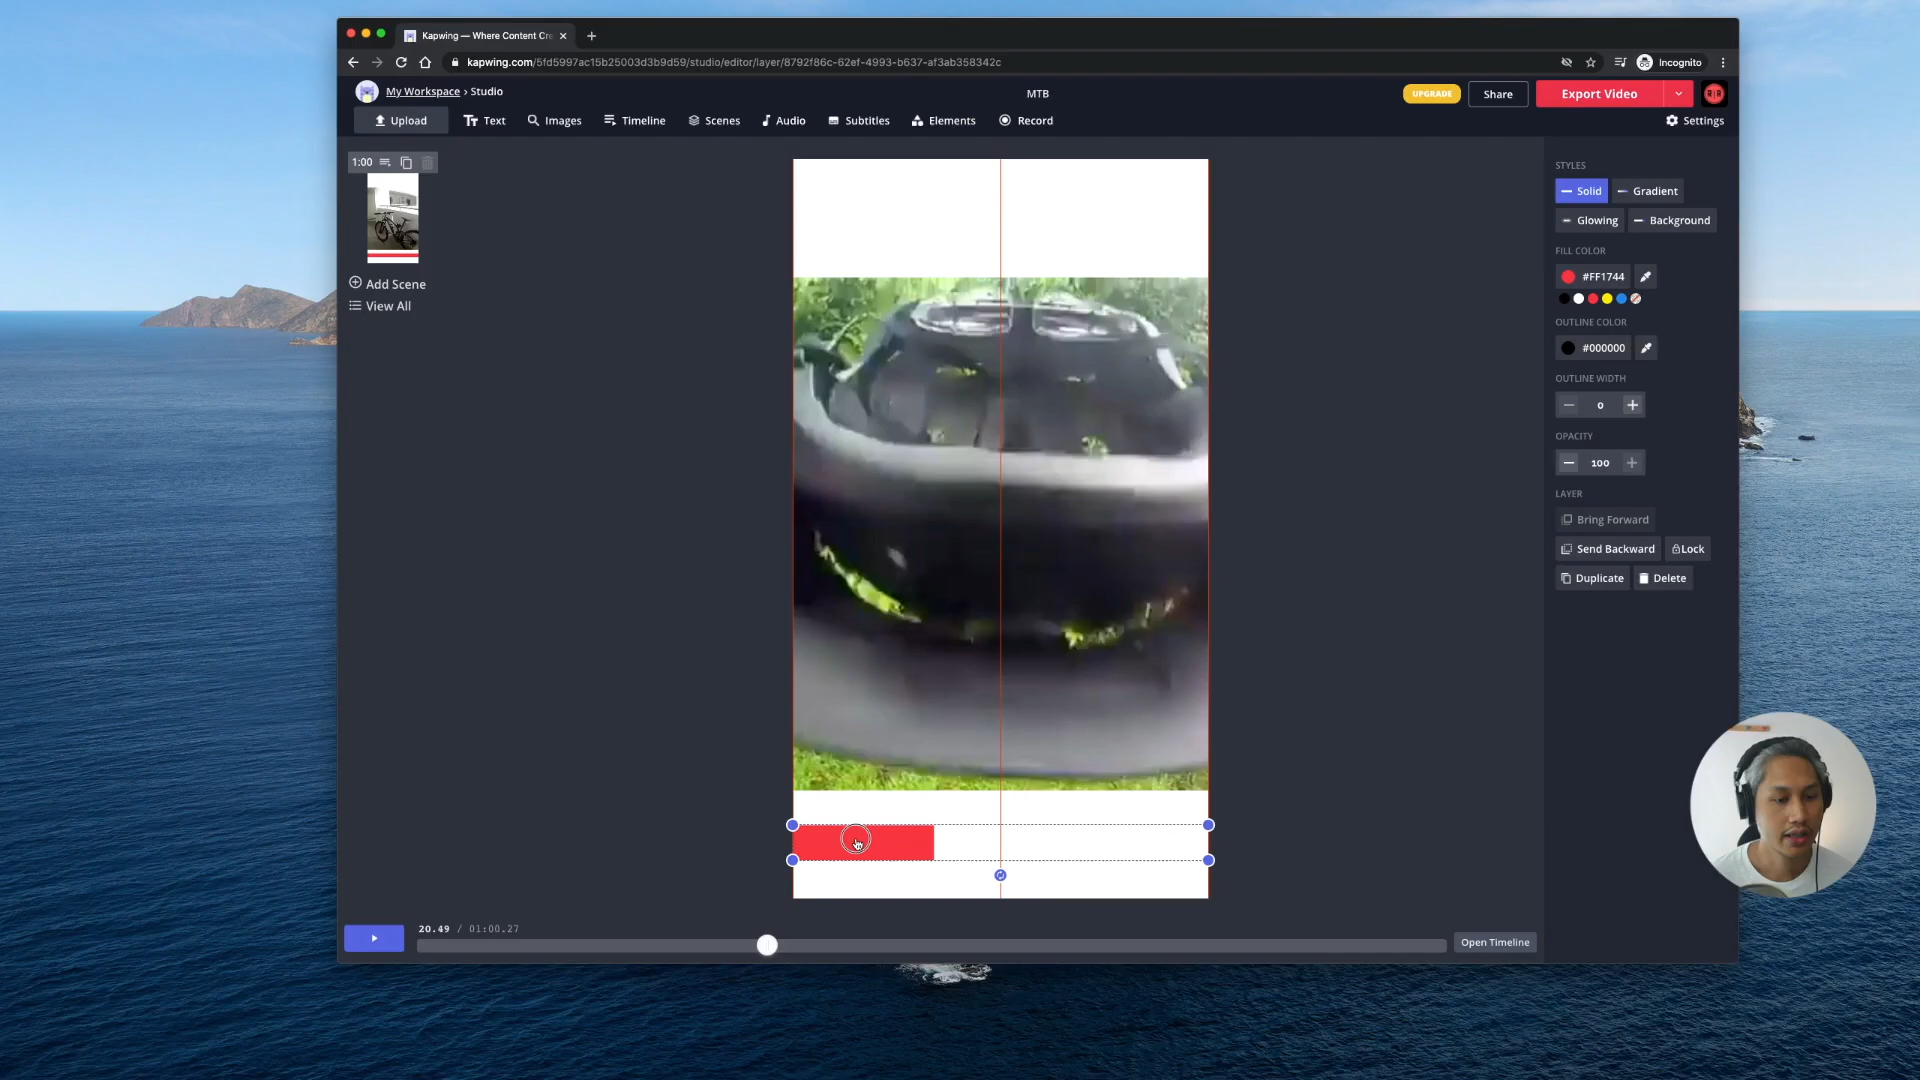 Kapwing — Where Content Cre
kapwing.com/5fd5997ac15b25003d3b9d59/studio/editor/layer/8792f86c-62ef-4993-b637-af3ab358342c
Incognito
My Workspace › Studio
MTB
UPGRADE
Share
Export Video
Upload
Text
Images
Timeline
Scenes
Audio
Subtitles
Elements
Record
Settings
1:00
Add Scene
View All
STYLES
Solid
Gradient
Glowing
Background
FILL COLOR
#FF1744
OUTLINE COLOR
#000000
OUTLINE WIDTH
0
OPACITY
100
LAYER
Bring Forward
Send Backward
Lock
Duplicate
Delete
20.49 / 01:00.27
Open Timeline